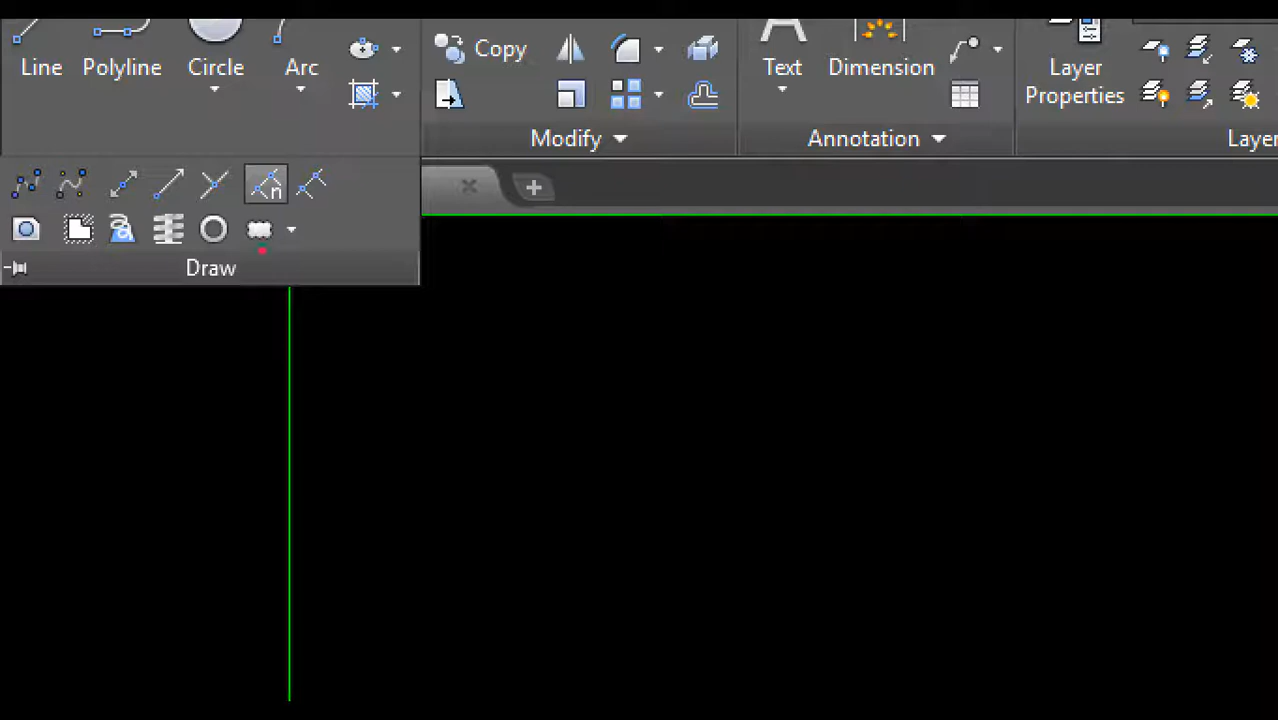 Line Polyline Circle Arc Copy Text Dimension Layer Properties
Modify Annotation
n
Draw